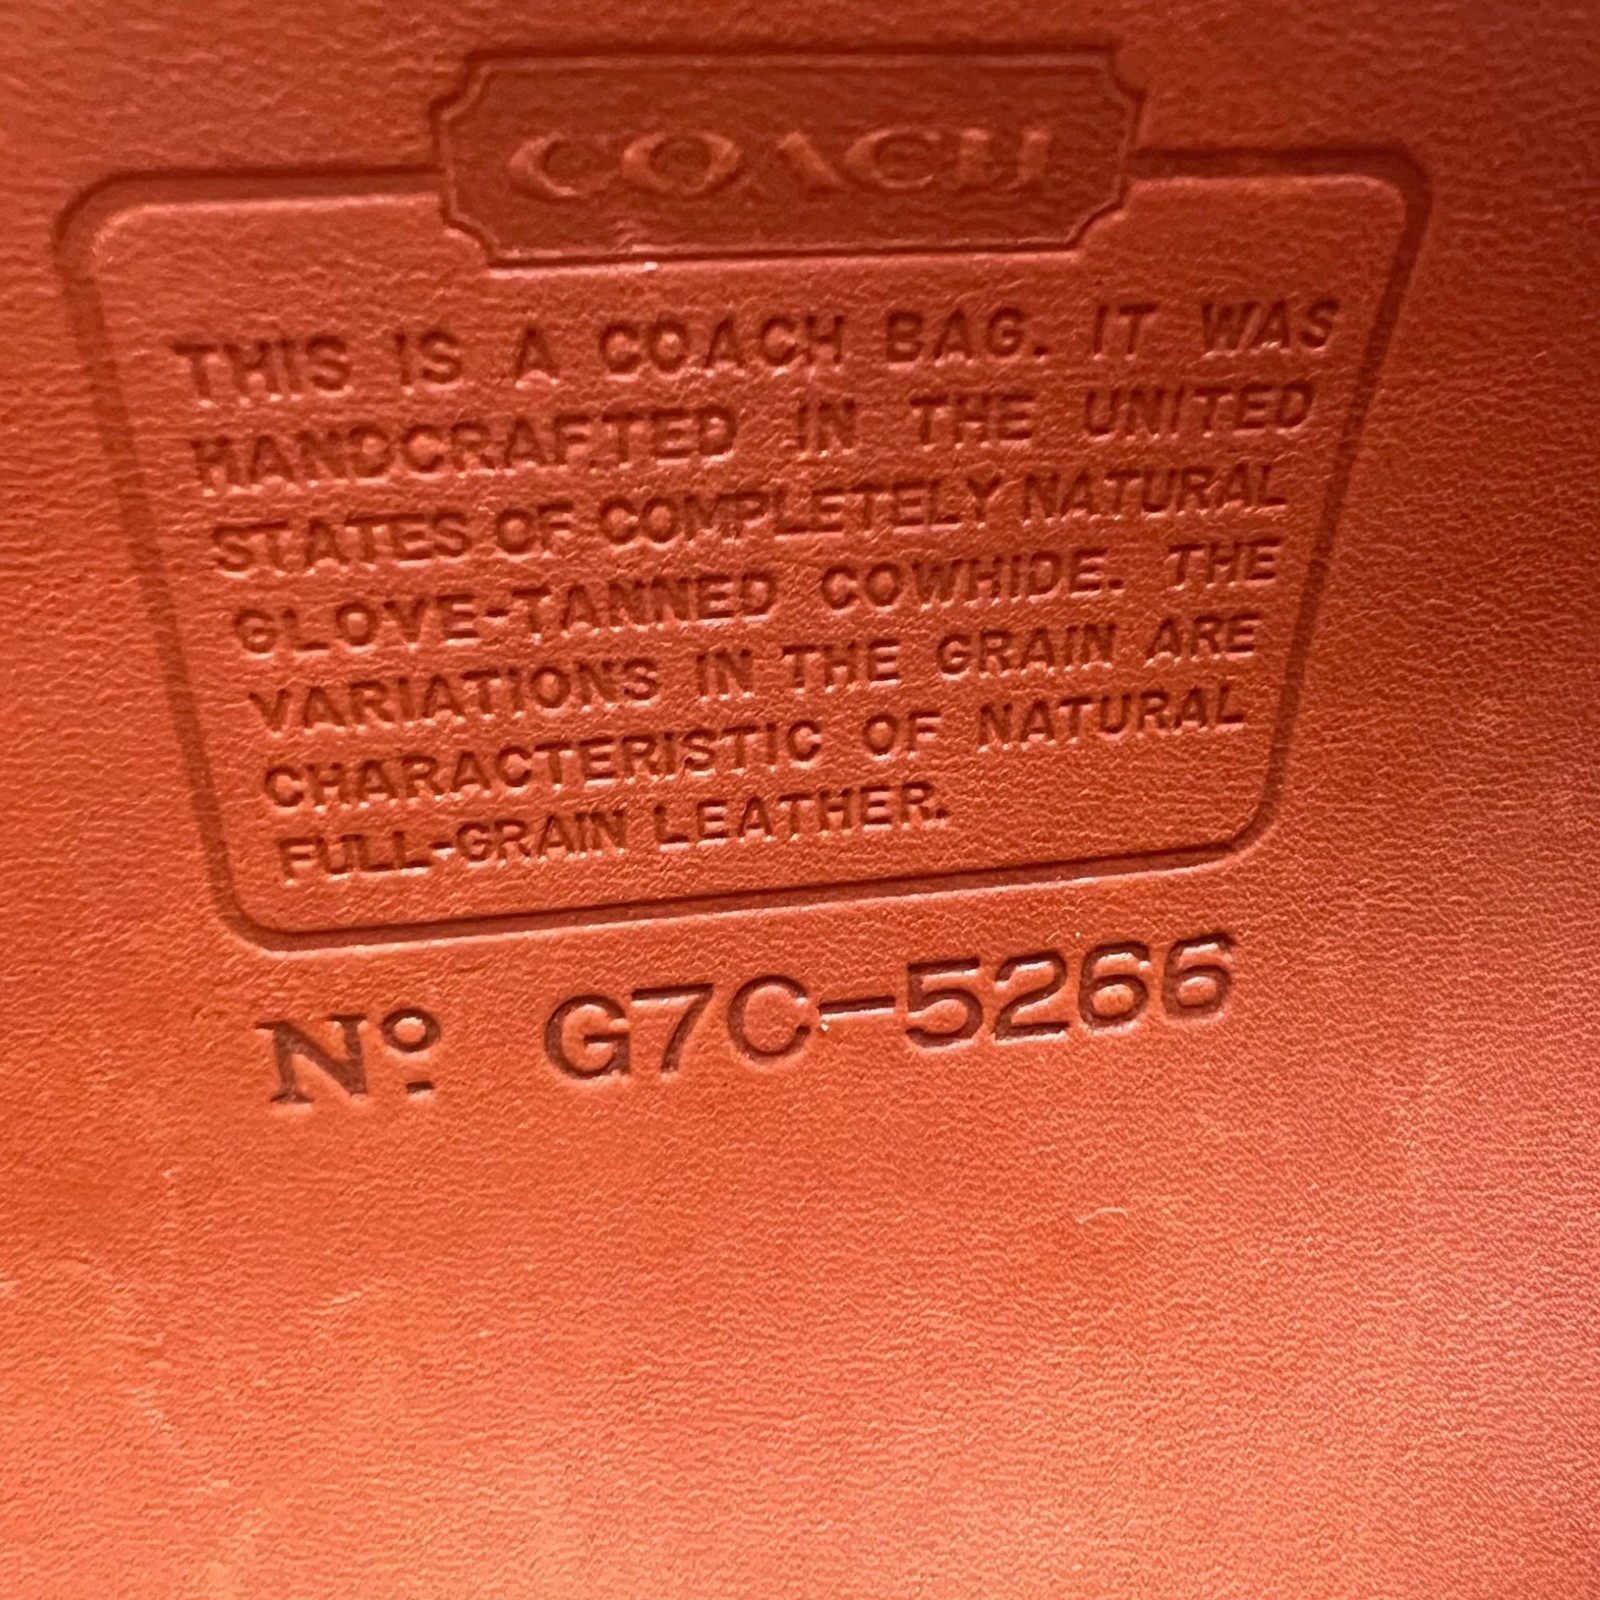 COACH
THIS IS A COACH BAG. IT WAS
HANDCRAFTED IN THE UNITED
STATES OF COMPLETELY NATURAL
GLOVE-TANNED COWHIDE. THE
VARIATIONS IN THE GRAIN ARE
CHARACTERISTIC OF NATURAL
FULL-GRAIN LEATHER.
Nº G7C-5266